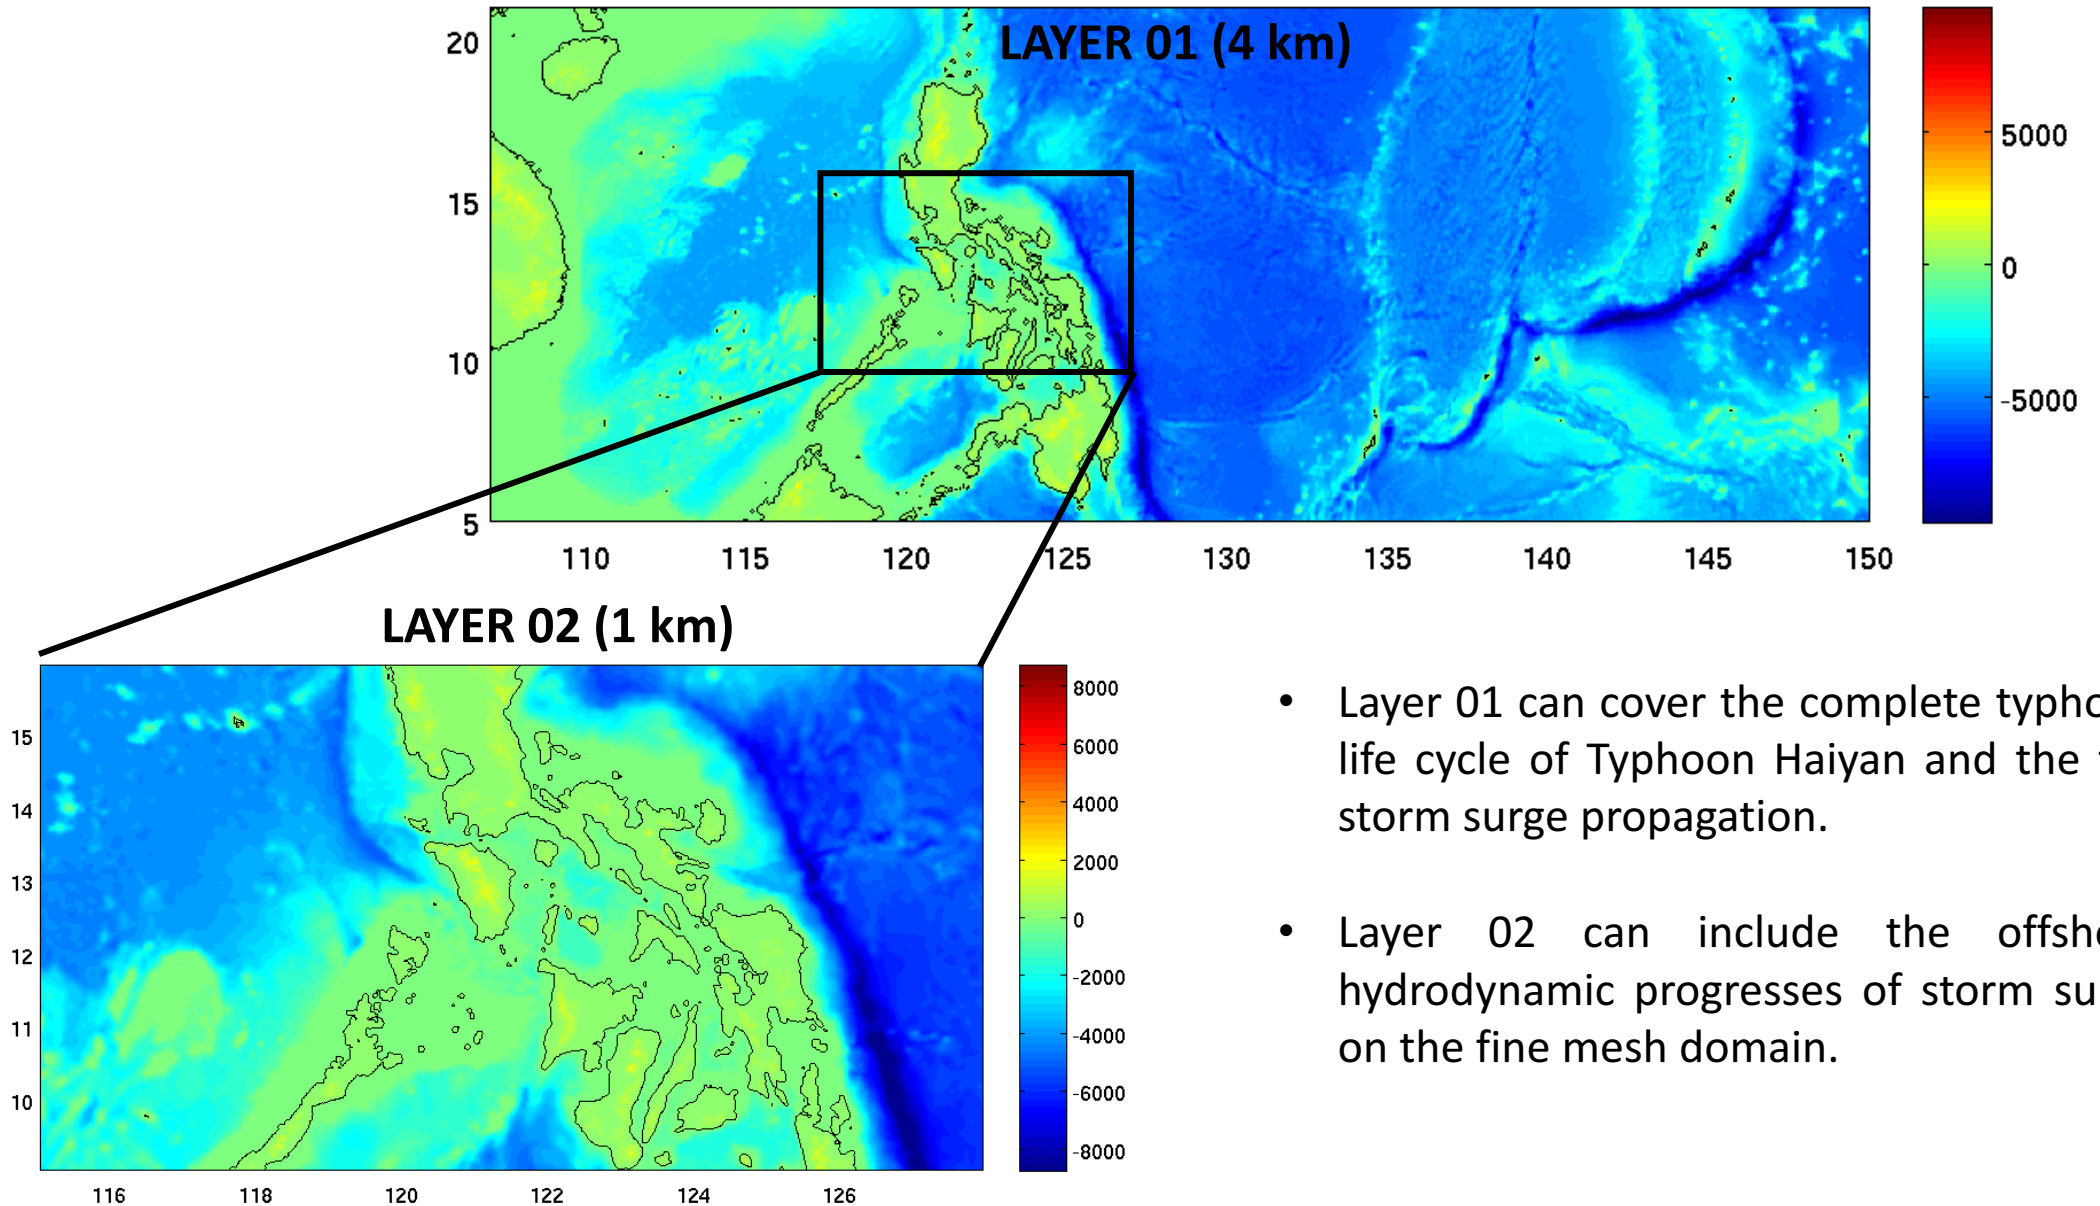 LAYER 01 (4 km)
20
15
10
5
110 115 120 125 130 135 140 145 150
5000
0
-5000
LAYER 02 (1 km)
15
14
13
12
11
10
116 118 120 122 124 126
8000
6000
4000
2000
0
-2000
-4000
-6000
-8000
• Layer 01 can cover the complete
life cycle of Typhoon Haiyan and the
storm surge propagation.
• Layer 02 can include the
hydrodynamic progresses of storm
on the fine mesh domain.